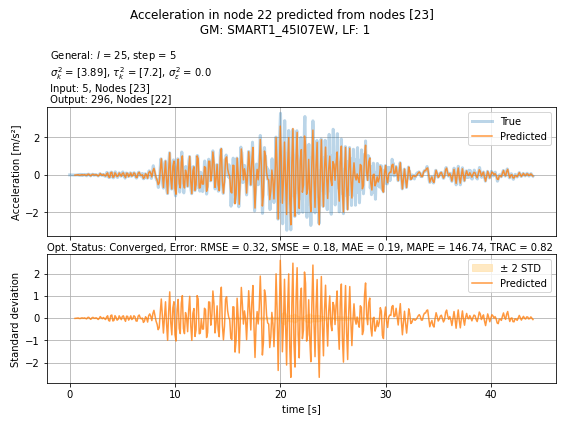 Acceleration in node 22 predicted from nodes [23]
GM: SMART1_45I07EW, LF: 1
General: l = 25, step = 5
σ²ₖ = [3.89], τ²ₖ = [7.2], σ²ε = 0.0
Input: 5, Nodes [23]
Output: 296, Nodes [22]
True
Predicted
2
0
−2
Acceleration [m/s²]
Opt. Status: Converged, Error: RMSE = 0.32, SMSE = 0.18, MAE = 0.19, MAPE = 146.74, TRAC = 0.82
± 2 STD
Predicted
2
1
0
−1
−2
Standard deviation
0 10 20 30 40
time [s]